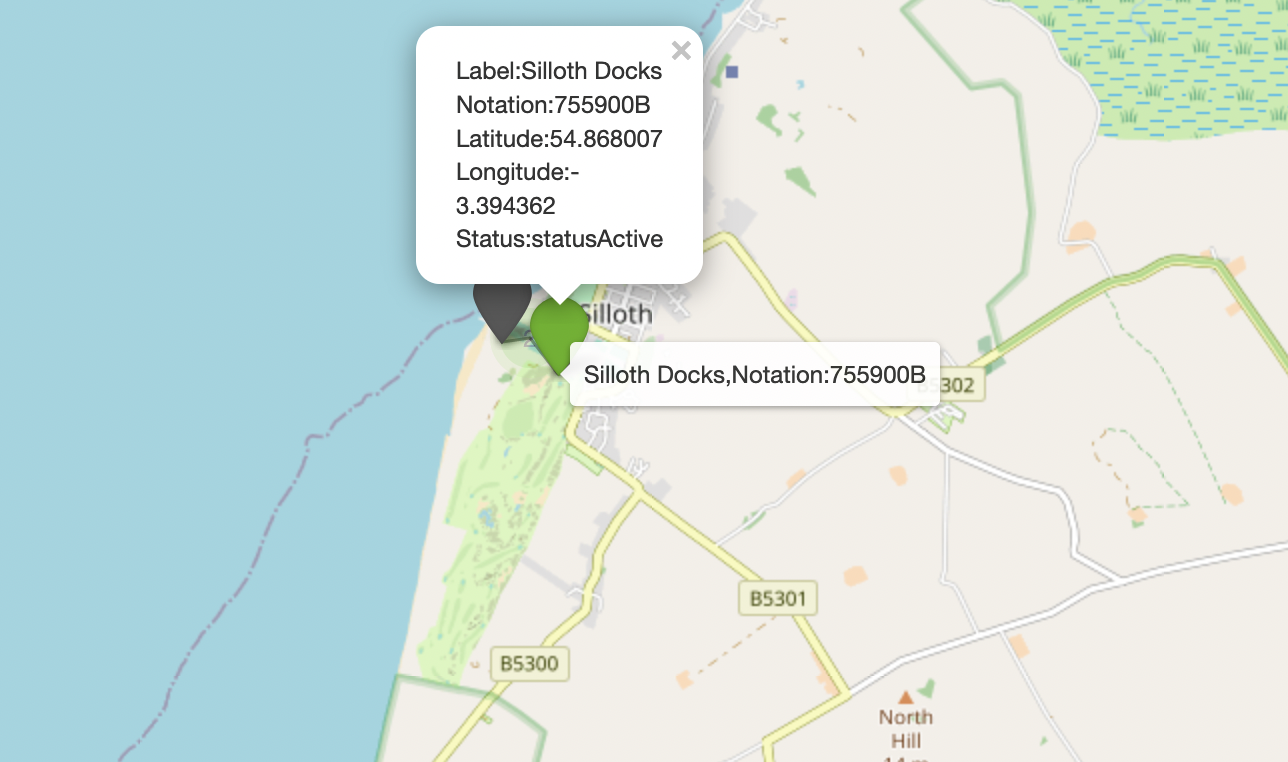 ×
Label:Silloth Docks
Notation:755900B
Latitude:54.868007
Longitude:-
3.394362
Status:statusActive
Silloth
Silloth Docks,Notation:755900B
B5302
B5301
B5300
North
Hill